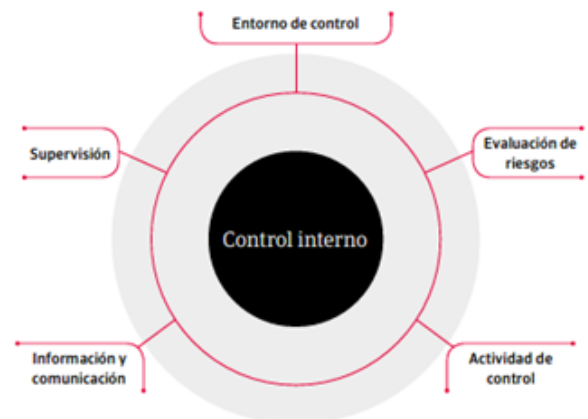 Entorno de control
Supervisión
Evaluación de
riesgos
Control interno
Información y
comunicación
Actividad de
control